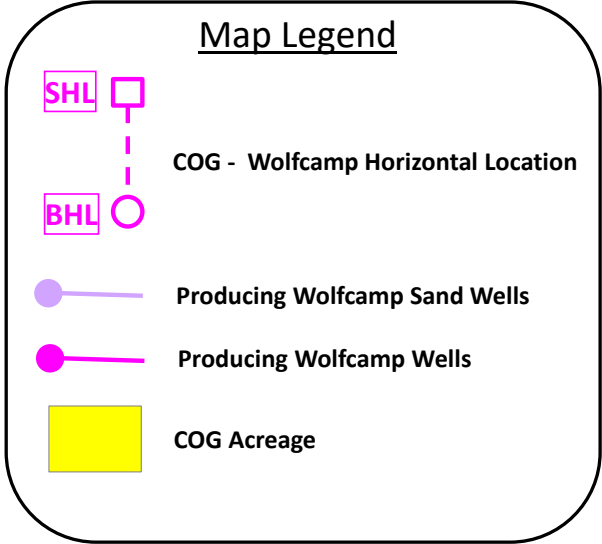 Map Legend
SHL
COG - Wolfcamp Horizontal Location
BHL
Producing Wolfcamp Sand Wells
Producing Wolfcamp Wells
COG Acreage